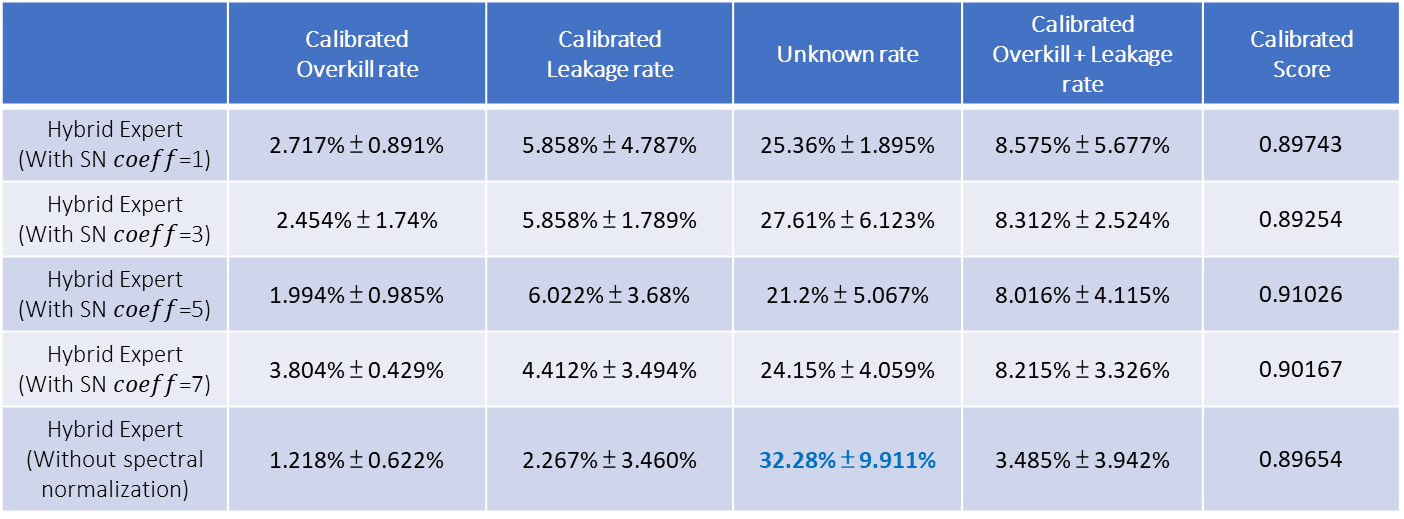 Calibrated
Overkill rate
Calibrated
Leakage rate
Unknown rate
Calibrated
Overkill + Leakage
rate
Calibrated
Score
Hybrid Expert
(With SN coeff=1)
2.717% ± 0.891%
5.858% ± 4.787%
25.36% ± 1.895%
8.575% ± 5.677%
0.89743
Hybrid Expert
(With SN coeff=3)
2.454% ± 1.74%
5.858% ± 1.789%
27.61% ± 6.123%
8.312% ± 2.524%
0.89254
Hybrid Expert
(With SN coeff=5)
1.994% ± 0.985%
6.022% ± 3.68%
21.2% ± 5.067%
8.016% ± 4.115%
0.91026
Hybrid Expert
(With SN coeff=7)
3.804% ± 0.429%
4.412% ± 3.494%
24.15% ± 4.059%
8.215% ± 3.326%
0.90167
Hybrid Expert
(Without spectral
normalization)
1.218% ± 0.622%
2.267% ± 3.460%
32.28% ± 9.911%
3.485% ± 3.942%
0.89654